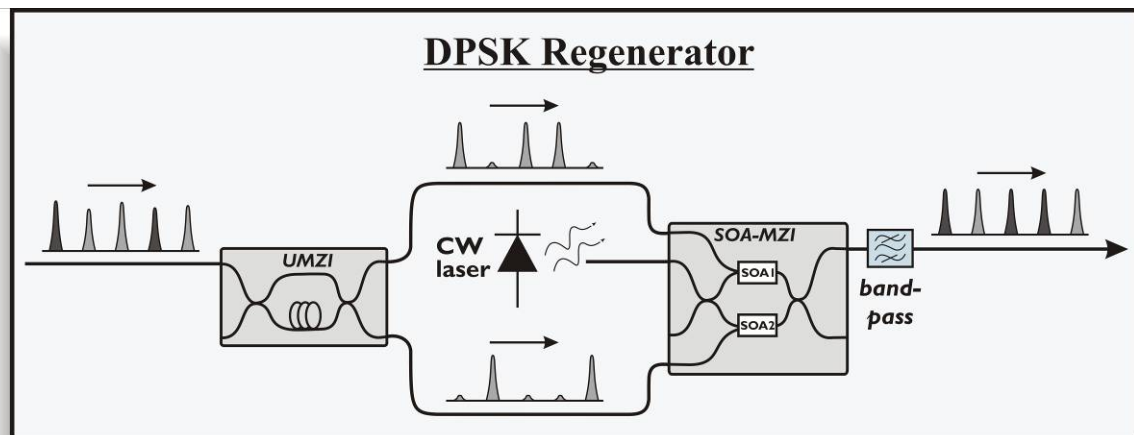 DPSK Regenerator
UMZI
CW
laser
SOA-MZI
SOA1
SOA2
band-
pass